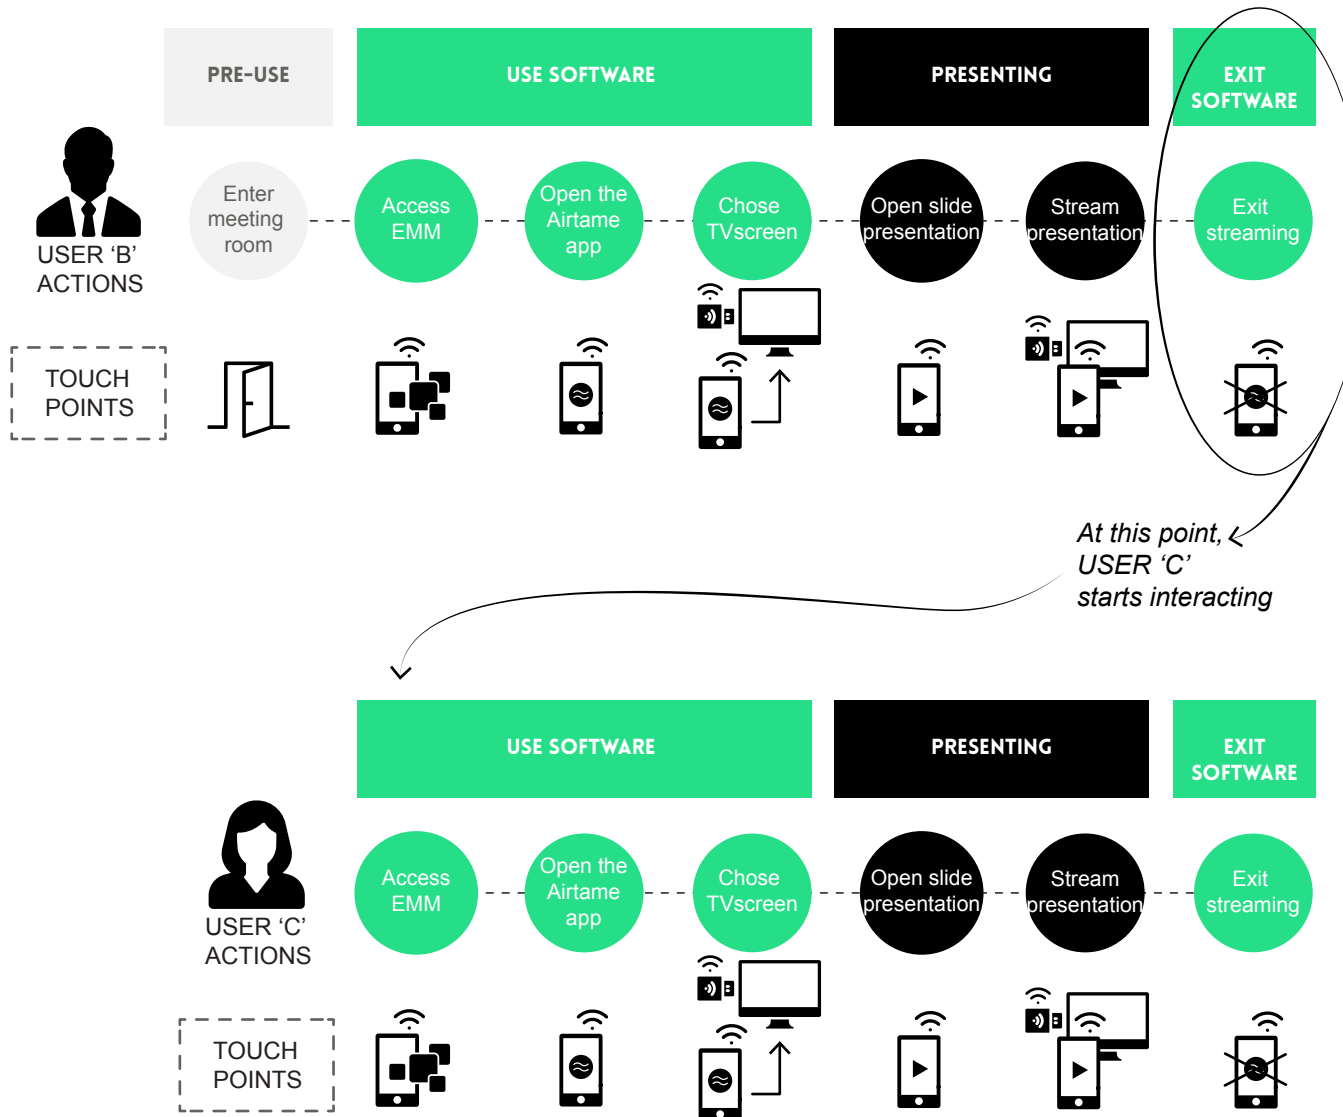 PRE-USE
USE SOFTWARE
PRESENTING
EXIT
SOFTWARE
USER ‘B’
ACTIONS
Enter
meeting
room
Access
EMM
Open the
Airtame
app
Chose
TVscreen
Open slide
presentation
Stream
presentation
Exit
streaming
TOUCH
POINTS
At this point,
USER ‘C’
starts interacting
USE SOFTWARE
PRESENTING
EXIT
SOFTWARE
USER ‘C’
ACTIONS
Access
EMM
Open the
Airtame
app
Chose
TVscreen
Open slide
presentation
Stream
presentation
Exit
streaming
TOUCH
POINTS